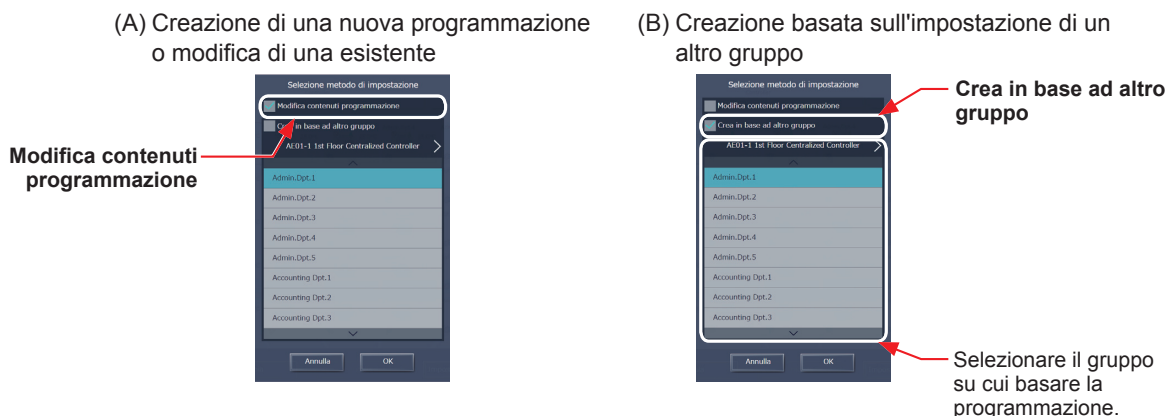 (A) Creazione di una nuova programmazione
o modifica di una esistente
Selezione metodo di impostazione
Modifica contenuti programmazione
Crea in base ad altro gruppo
AE01-1 1st Floor Centralized Controller
Admin.Dpt.1
Admin.Dpt.2
Admin.Dpt.3
Admin.Dpt.4
Admin.Dpt.5
Accounting Dpt.1
Accounting Dpt.2
Accounting Dpt.3
Annulla
OK
Modifica contenuti
programmazione
(B) Creazione basata sull'impostazione di un
altro gruppo
Selezione metodo di impostazione
Modifica contenuti programmazione
Crea in base ad altro gruppo
AE01-1 1st Floor Centralized Controller
Admin.Dpt.1
Admin.Dpt.2
Admin.Dpt.3
Admin.Dpt.4
Admin.Dpt.5
Accounting Dpt.1
Accounting Dpt.2
Accounting Dpt.3
Annulla
OK
Crea in base ad altro
gruppo
Selezionare il gruppo
su cui basare la
programmazione.